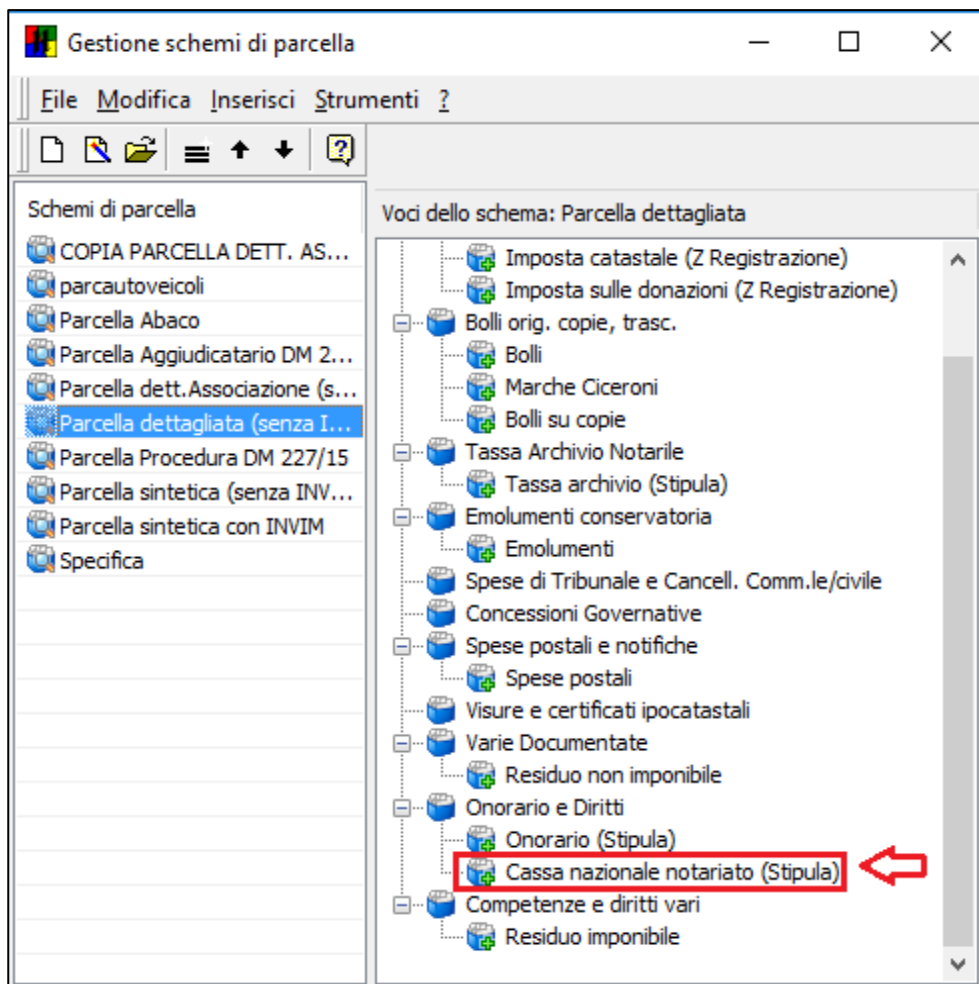 Gestione schemi di parcella
File Modifica Inserisci Strumenti ?
Schemi di parcella
COPIA PARCELLA DETT. AS...
parcautoveicoli
Parcella Abaco
Parcella Aggiudicatario DM 2...
Parcella dett.Associazione (s...
Parcella dettagliata (senza I...
Parcella Procedura DM 227/15
Parcella sintetica (senza INV...
Parcella sintetica con INVIM
Specifica
Voci dello schema: Parcella dettagliata
Imposta catastale (Z Registrazione)
Imposta sulle donazioni (Z Registrazione)
Bolli orig. copie, trasc.
Bolli
Marche Ciceroni
Bolli su copie
Tassa Archivio Notarile
Tassa archivio (Stipula)
Emolumenti conservatoria
Emolumenti
Spese di Tribunale e Cancell. Comm.le/civile
Concessioni Governative
Spese postali e notifiche
Spese postali
Visure e certificati ipocatastali
Varie Documentate
Residuo non imponibile
Onorario e Diritti
Onorario (Stipula)
Cassa nazionale notariato (Stipula)
Competenze e diritti vari
Residuo imponibile